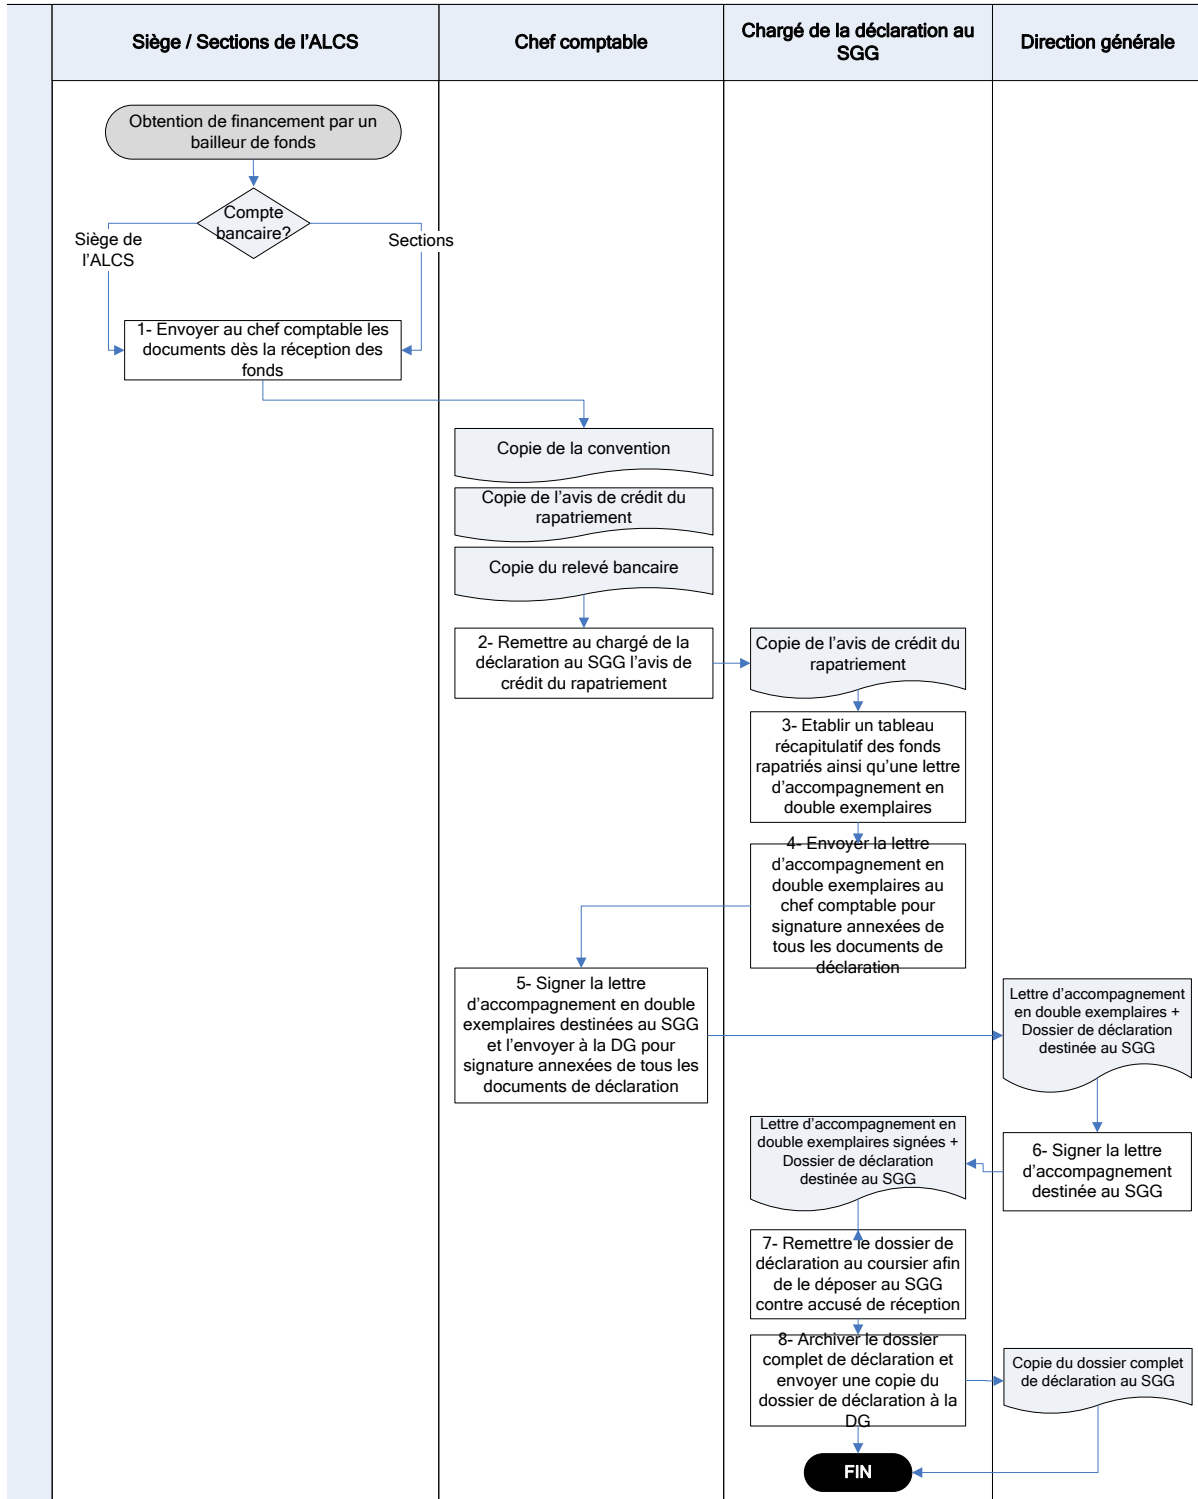 Siège / Sections de l'ALCS
Chef comptable
Chargé de la déclaration au
SGG
Direction générale
Obtention de financement par un
bailleur de fonds
Compte
bancaire?
Siège de
l'ALCS
Sections
1- Envoyer au chef comptable les
documents dès la réception des
fonds
Copie de la convention
Copie de l'avis de crédit du
rapatriement
Copie du relevé bancaire
2- Remettre au chargé de la
déclaration au SGG l'avis de
crédit du rapatriement
Copie de l'avis de crédit du
rapatriement
3- Etablir un tableau
récapitulatif des fonds
rapatriés ainsi qu'une lettre
d'accompagnement en
double exemplaires
4- Envoyer la lettre
d'accompagnement en
double exemplaires au
chef comptable pour
signature annexées de
tous les documents de
déclaration
5- Signer la lettre
d'accompagnement en double
exemplaires destinées au SGG
et l'envoyer à la DG pour
signature annexées de tous les
documents de déclaration
Lettre d'accompagnement
en double exemplaires +
Dossier de déclaration
destinée au SGG
6- Signer la lettre
d'accompagnement
destinée au SGG
Lettre d'accompagnement en
double exemplaires signées +
Dossier de déclaration
destinée au SGG
7- Remettre le dossier de
déclaration au coursier afin
de le déposer au SGG
contre accusé de réception
8- Archiver le dossier
complet de déclaration et
envoyer une copie du
dossier de déclaration à la
DG
Copie du dossier complet
de déclaration au SGG
FIN